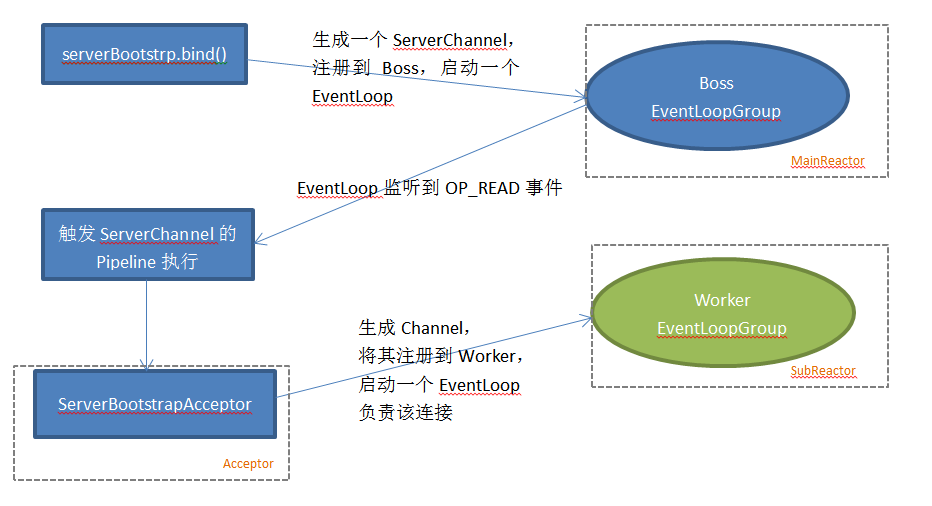 serverBootstrp.bind()
生成一个 ServerChannel，
注册到 Boss，启动一个
EventLoop
Boss
EventLoopGroup
MainReactor
EventLoop 监听到 OP_READ 事件
触发 ServerChannel 的
Pipeline 执行
Worker
EventLoopGroup
SubReactor
生成 Channel，
将其注册到 Worker，
启动一个 EventLoop
负责该连接
ServerBootstrapAcceptor
Acceptor